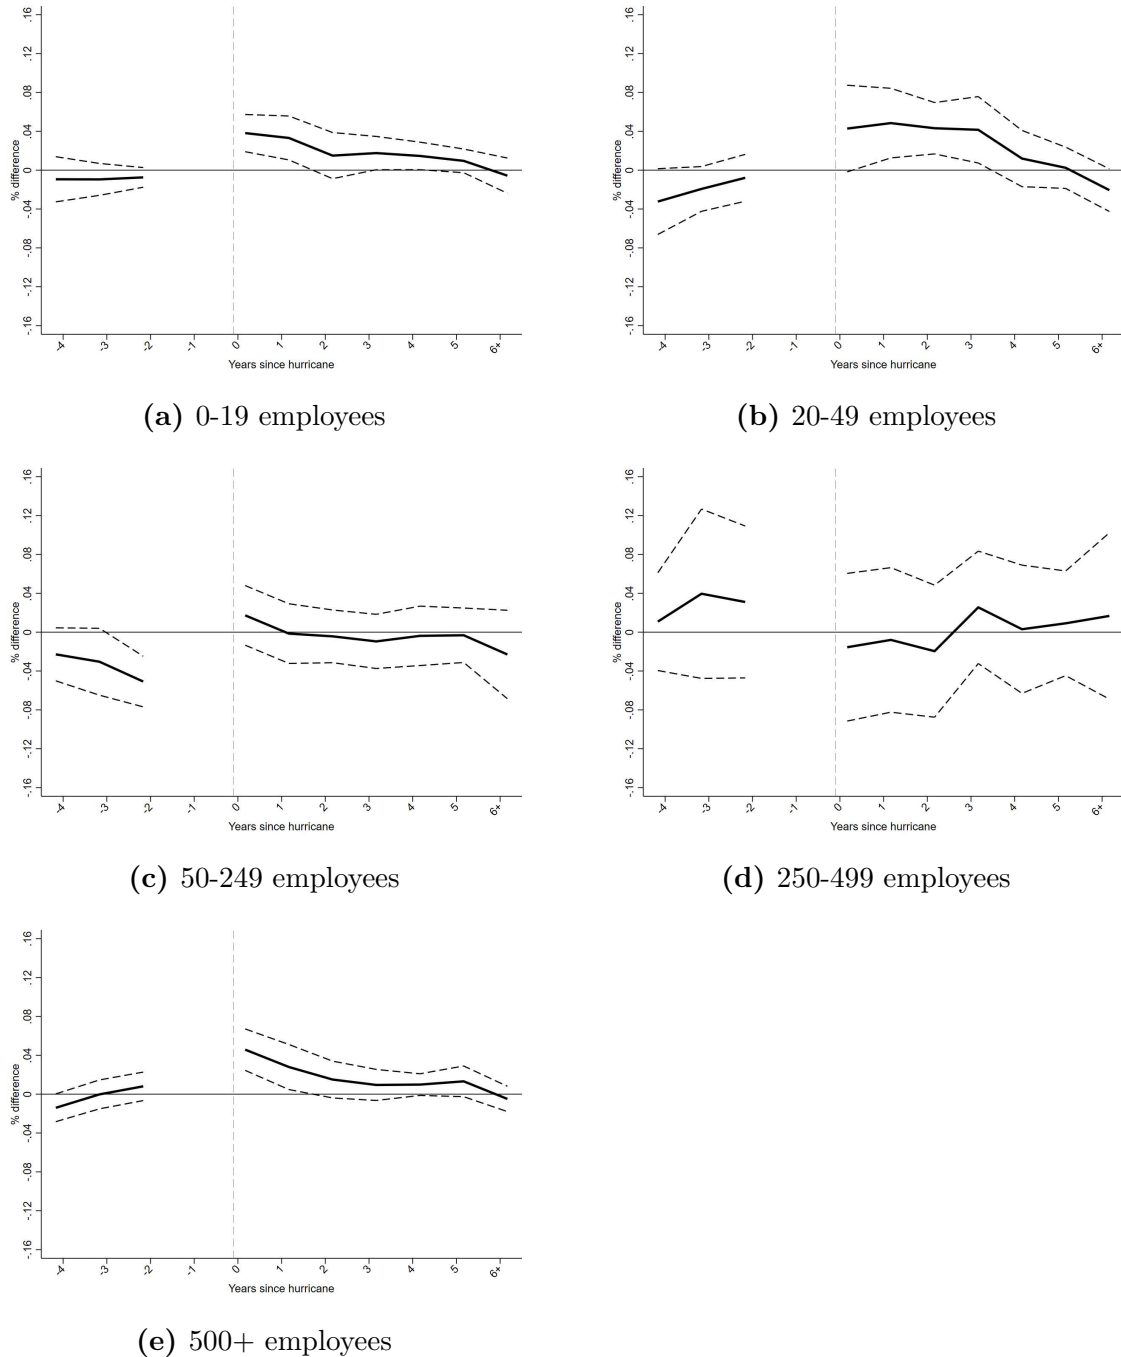 .16
.12
.08
.04
0
-.04
-.08
-.12
-.16
% difference
-4 -3 -2 -1 0 1 2 3 4 5 6+
Years since hurricane
(a) 0-19 employees
.16
.12
.08
.04
0
-.04
-.08
-.12
-.16
% difference
-4 -3 -2 -1 0 1 2 3 4 5 6+
Years since hurricane
(b) 20-49 employees
.16
.12
.08
.04
0
-.04
-.08
-.12
-.16
% difference
-4 -3 -2 -1 0 1 2 3 4 5 6+
Years since hurricane
(c) 50-249 employees
.16
.12
.08
.04
0
-.04
-.08
-.12
-.16
% difference
-4 -3 -2 -1 0 1 2 3 4 5 6+
Years since hurricane
(d) 250-499 employees
.16
.12
.08
.04
0
-.04
-.08
-.12
-.16
% difference
-4 -3 -2 -1 0 1 2 3 4 5 6+
Years since hurricane
(e) 500+ employees